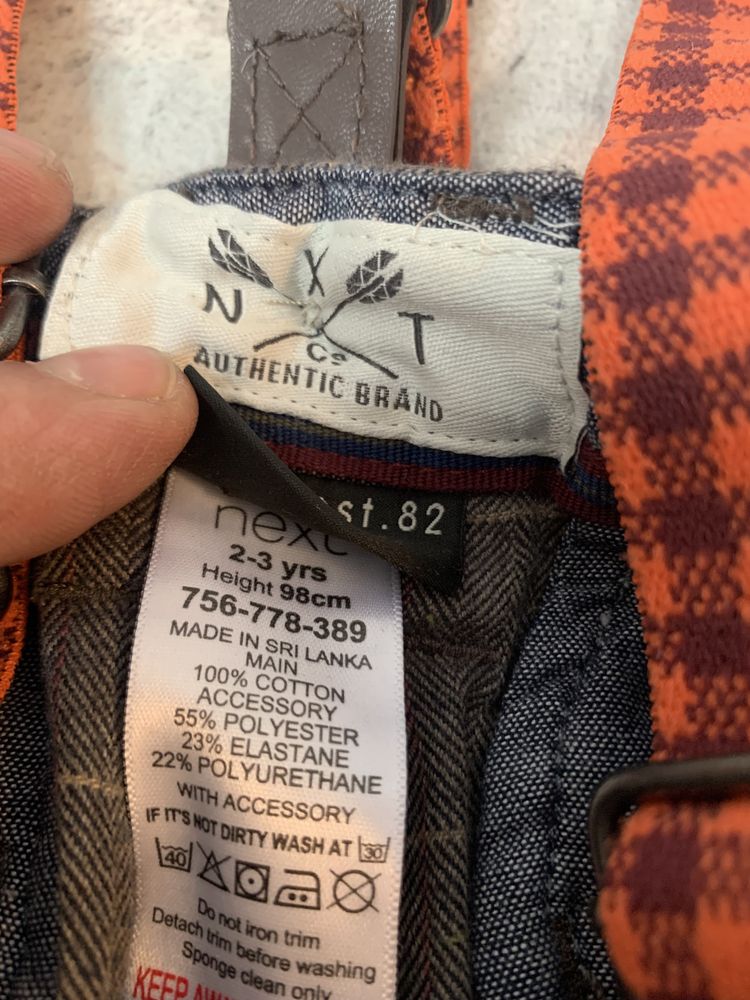 N X T
Co
AUTHENTIC BRAND
st.82
next
2-3 yrs
Height 98cm
756-778-389
MADE IN SRI LANKA
MAIN
100% COTTON
ACCESSORY
55% POLYESTER
23% ELASTANE
22% POLYURETHANE
WITH ACCESSORY
IF IT'S NOT DIRTY WASH AT 30
40
Do not iron trim
Detach trim before washing
Sponge clean only
KEEP